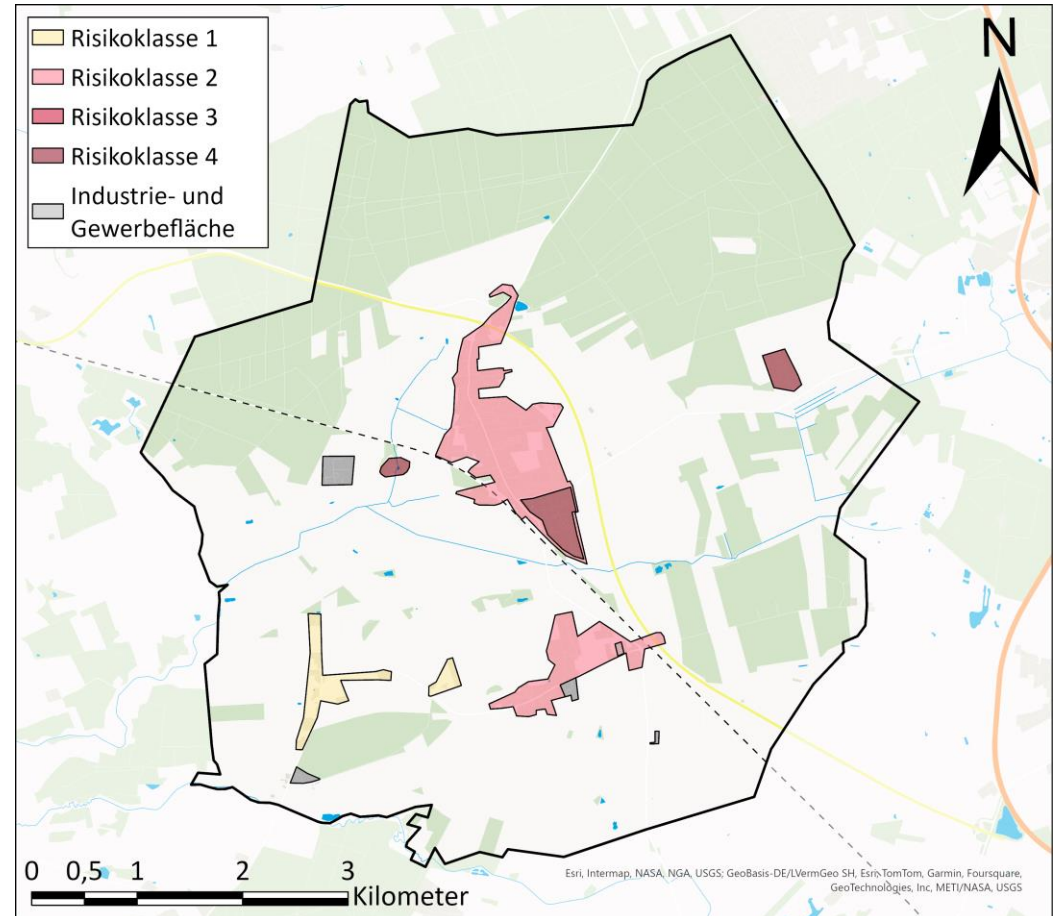 Risikoklasse 1
Risikoklasse 2
Risikoklasse 3
Risikoklasse 4
Industrie- und
Gewerbefläche
N
0 0,5 1 2 3
Kilometer
Esri, Intermap, NASA, NGA, USGS; GeoBasis-DE/LVermGeo SH, Esri, TomTom, Garmin, Foursquare,
GeoTechnologies, Inc, METI/NASA, USGS